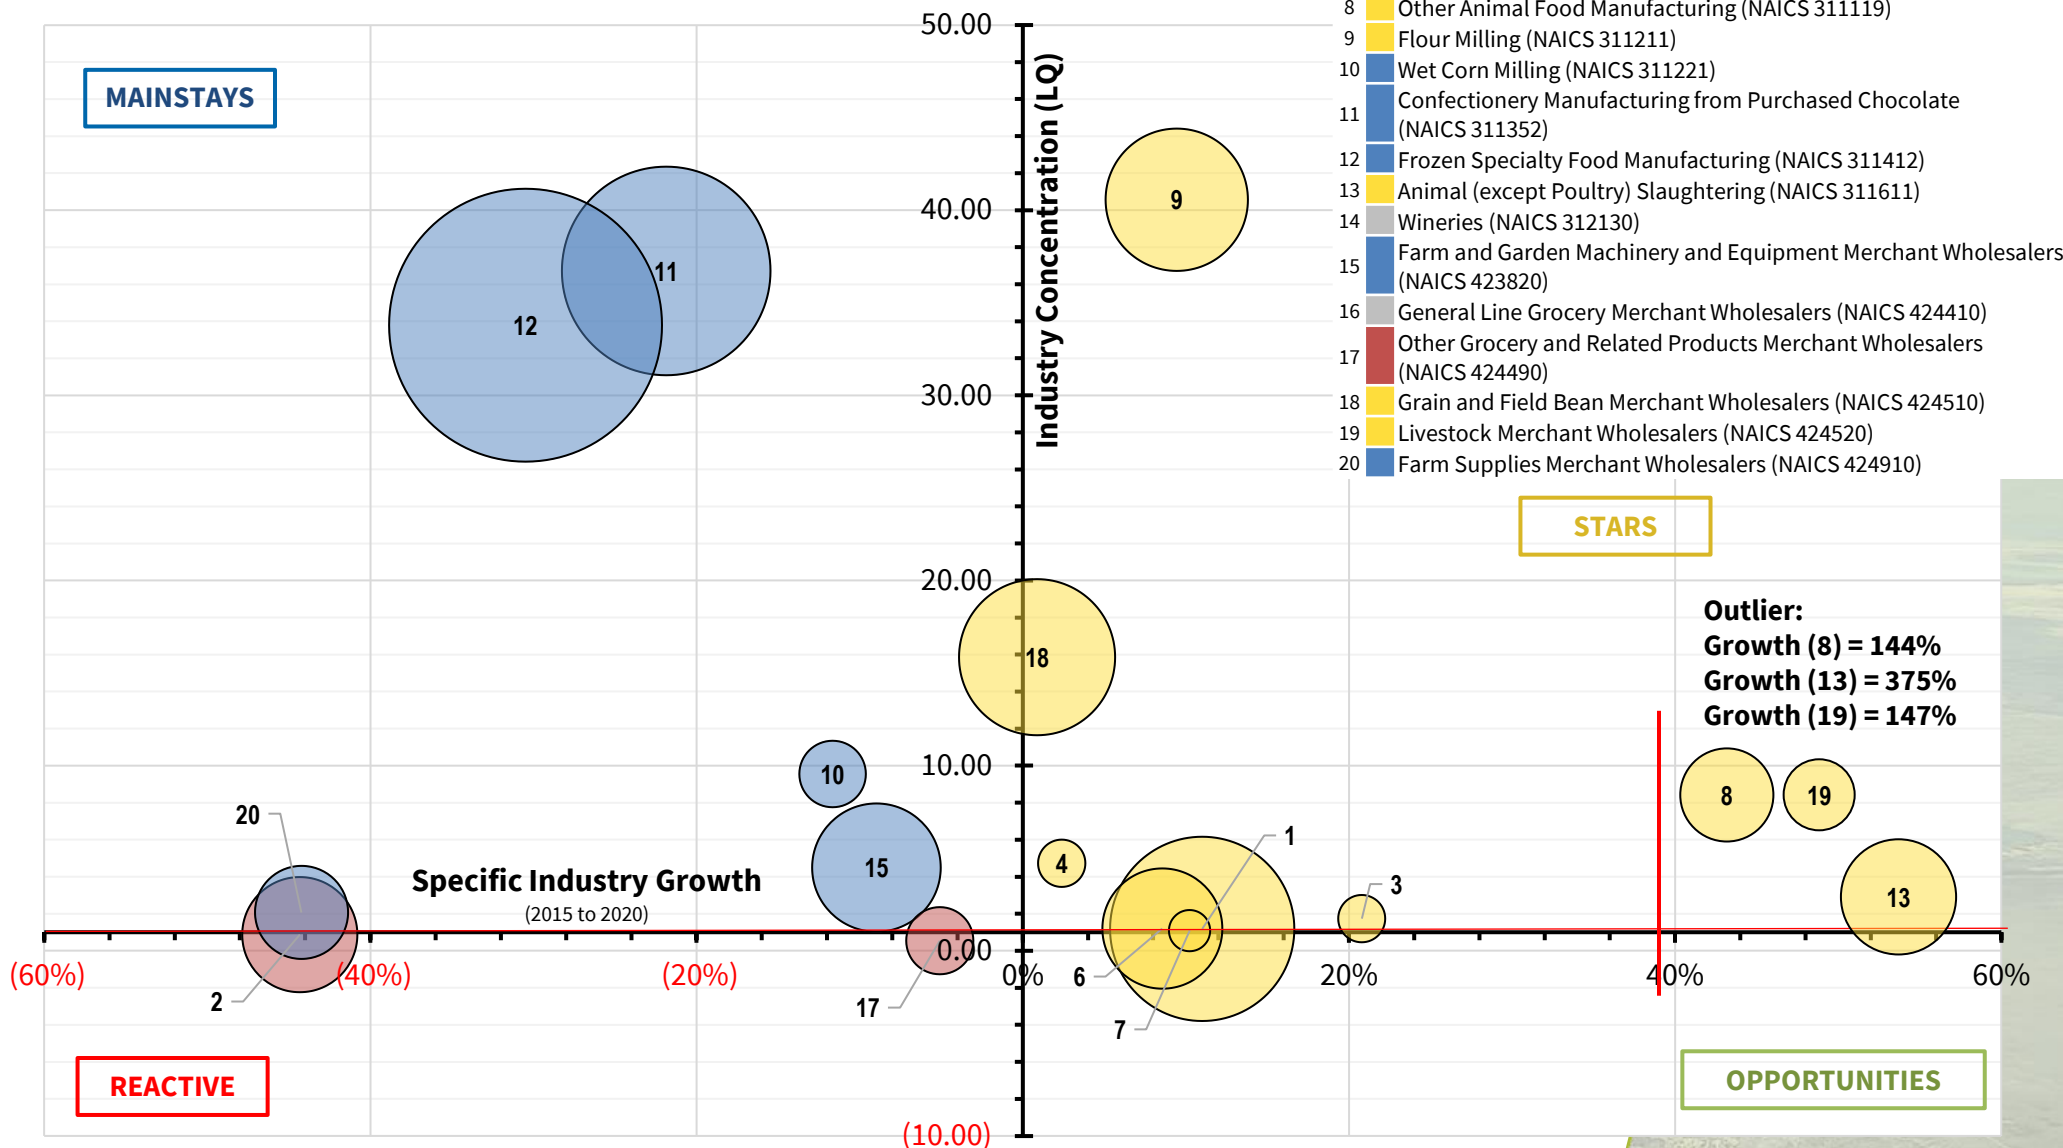 8 Other Animal Food Manufacturing (NAICS 311119)
9 Flour Milling (NAICS 311211)
10 Wet Corn Milling (NAICS 311221)
11 Confectionery Manufacturing from Purchased Chocolate
(NAICS 311352)
12 Frozen Specialty Food Manufacturing (NAICS 311412)
13 Animal (except Poultry) Slaughtering (NAICS 311611)
14 Wineries (NAICS 312130)
15 Farm and Garden Machinery and Equipment Merchant Wholesalers
(NAICS 423820)
16 General Line Grocery Merchant Wholesalers (NAICS 424410)
17 Other Grocery and Related Products Merchant Wholesalers
(NAICS 424490)
18 Grain and Field Bean Merchant Wholesalers (NAICS 424510)
19 Livestock Merchant Wholesalers (NAICS 424520)
20 Farm Supplies Merchant Wholesalers (NAICS 424910)
MAINSTAYS
STARS
REACTIVE
OPPORTUNITIES
Industry Concentration (LQ)
50.00
40.00
30.00
20.00
10.00
0.00
(10.00)
Specific Industry Growth
(2015 to 2020)
(60%)
(40%)
(20%)
0%
20%
40%
60%
Outlier:
Growth (8) = 144%
Growth (13) = 375%
Growth (19) = 147%
9
11
12
18
10
15
20
2
17
4
1
3
6
7
8
19
13